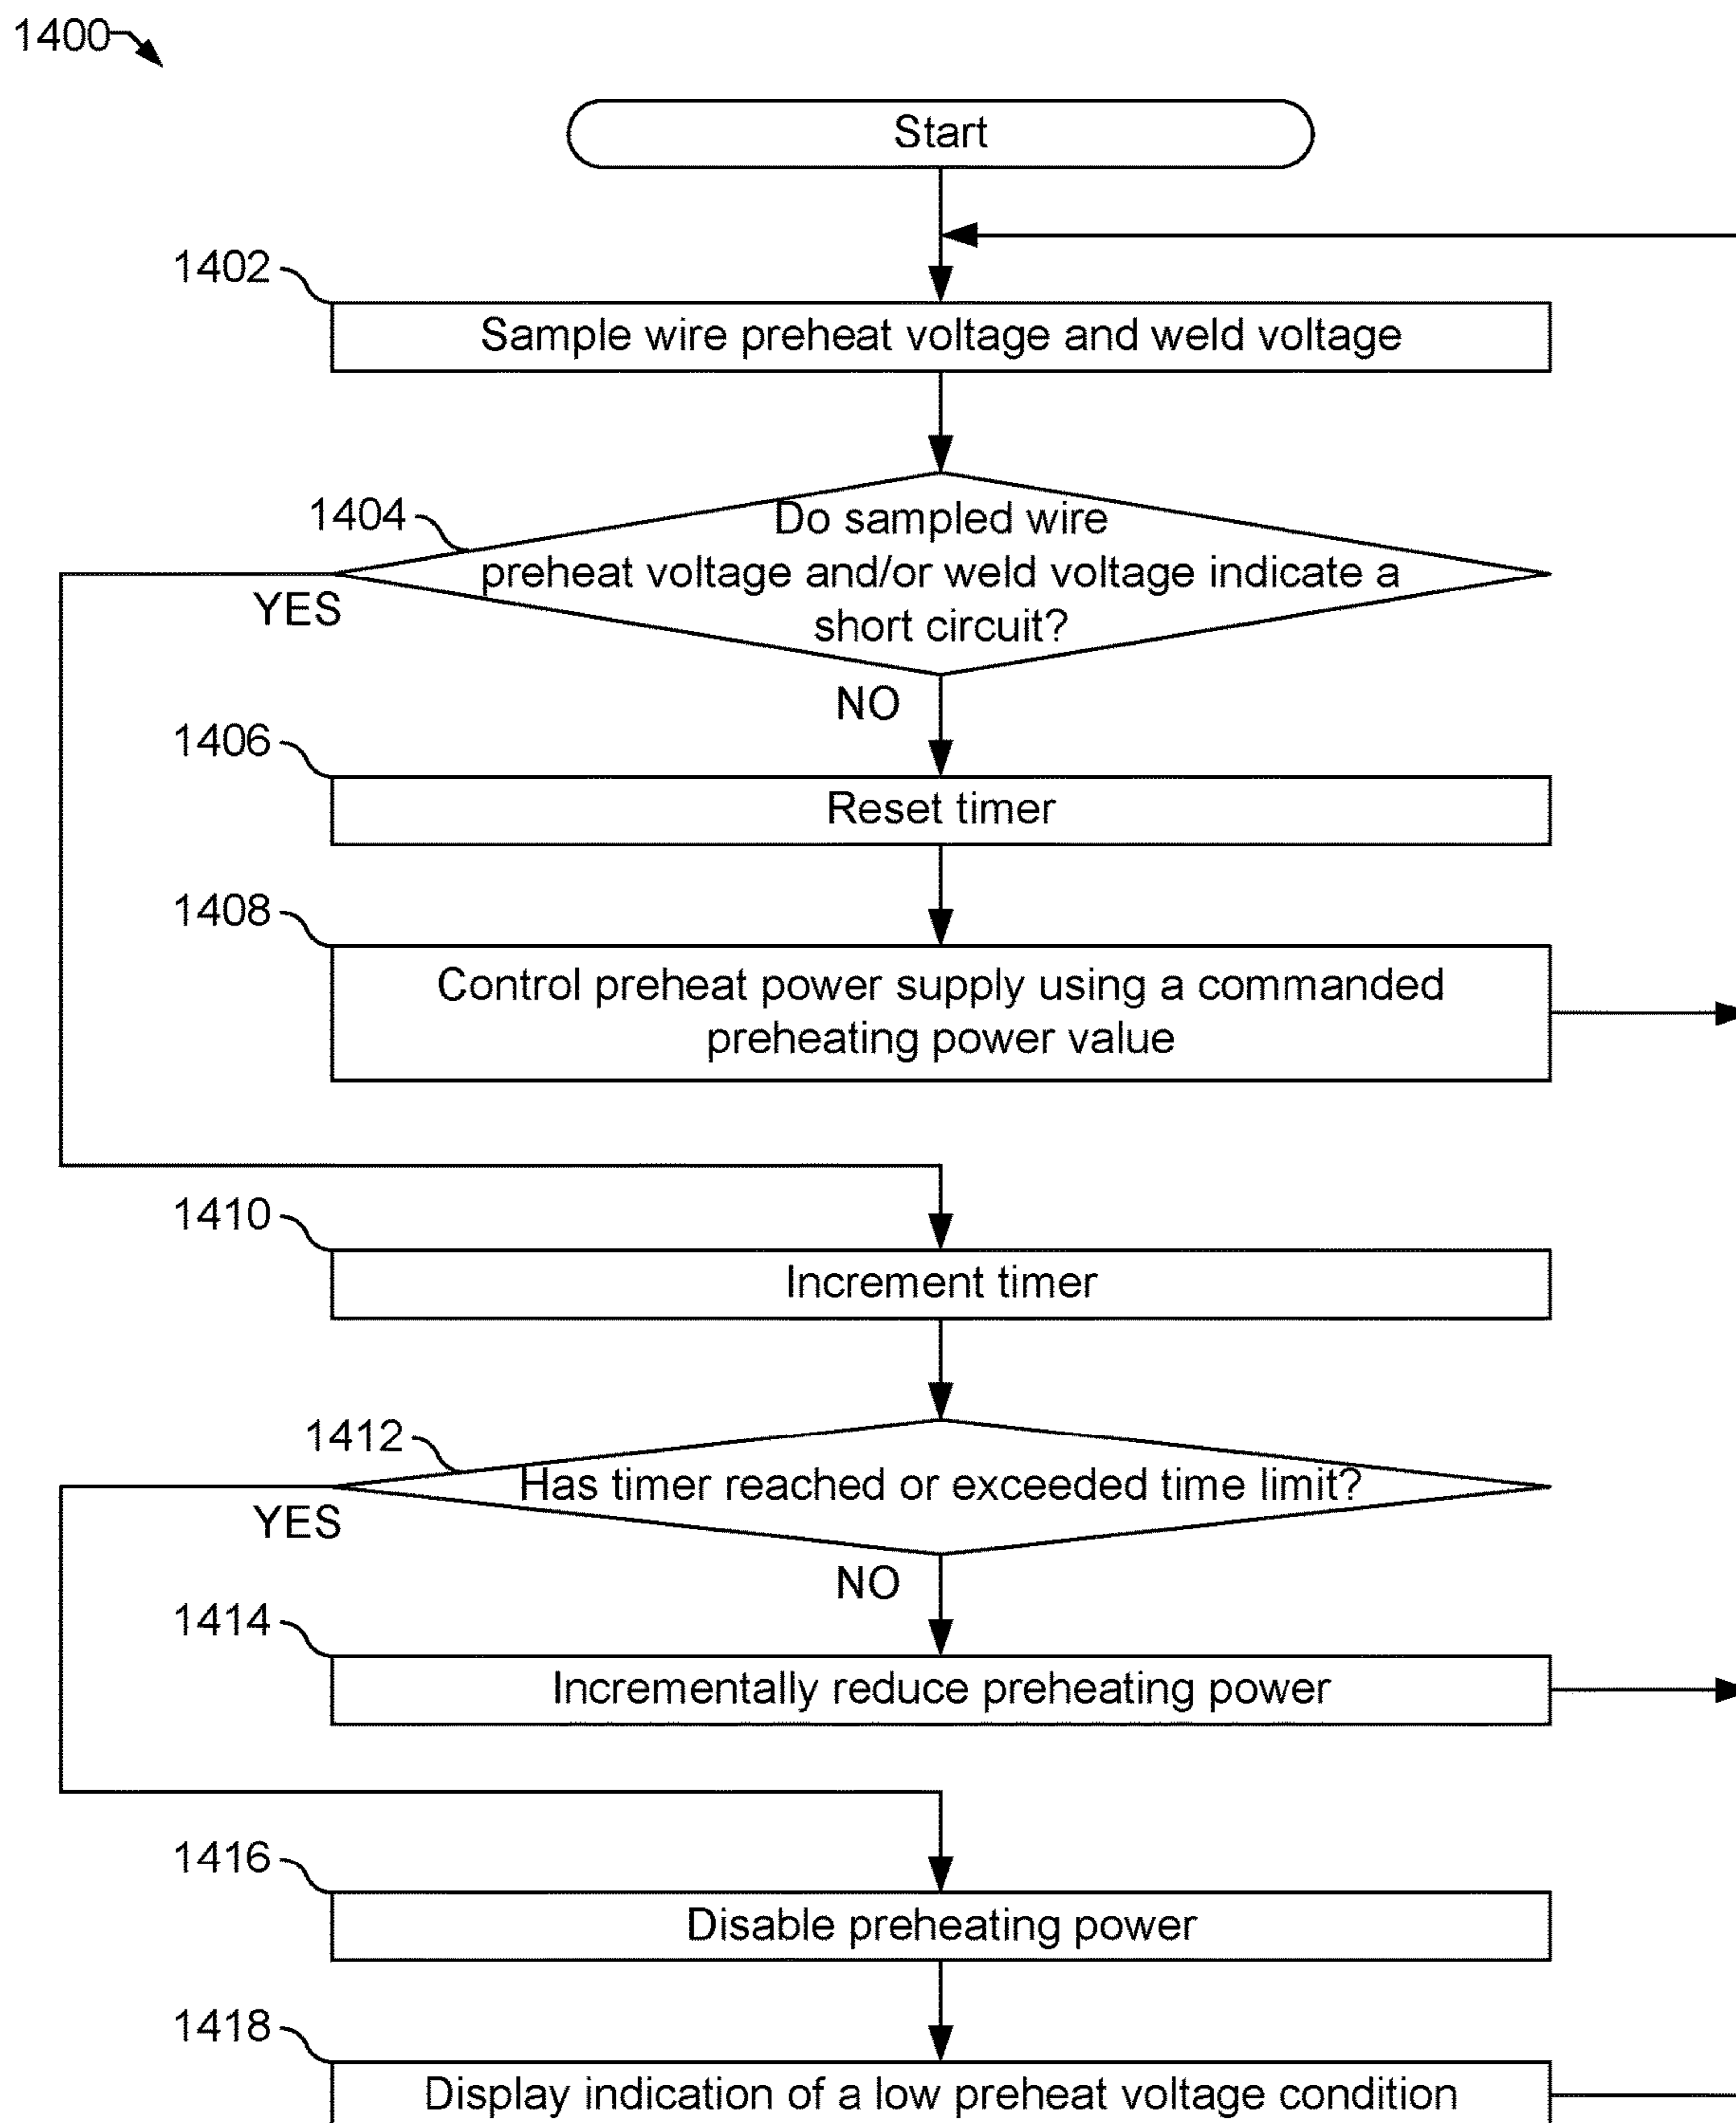 1400
Start
1402
Sample wire preheat voltage and weld voltage
1404
Do sampled wire
preheat voltage and/or weld voltage indicate a
short circuit?
YES
NO
1406
Reset timer
1408
Control preheat power supply using a commanded
preheating power value
1410
Increment timer
1412
Has timer reached or exceeded time limit?
YES
NO
1414
Incrementally reduce preheating power
1416
Disable preheating power
1418
Display indication of a low preheat voltage condition